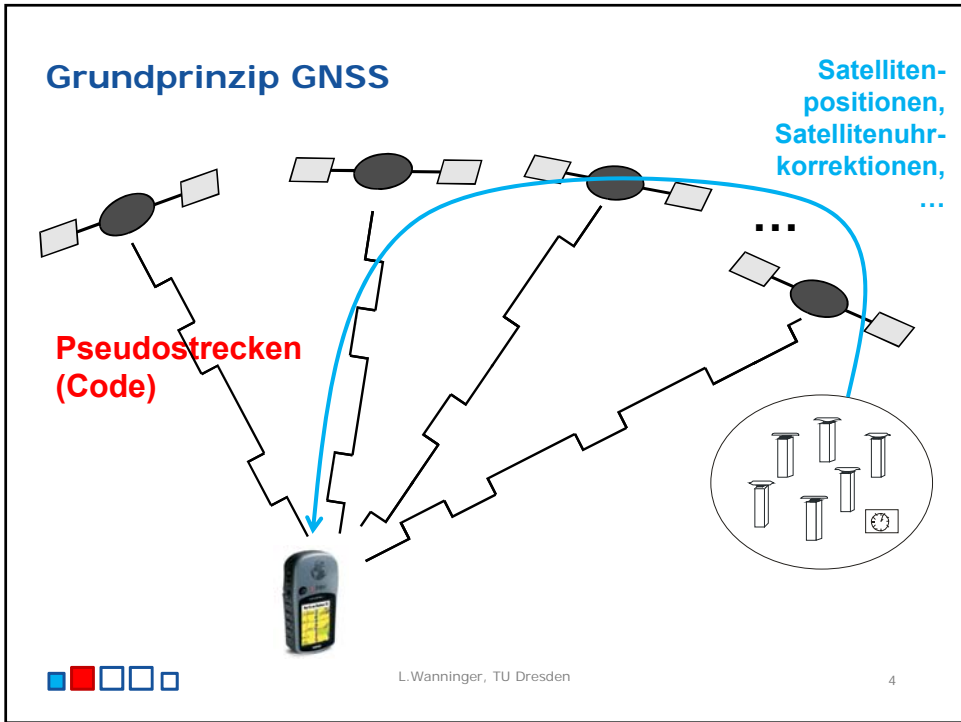 Grundprinzip GNSS
Satelliten-
positionen,
Satellitenuhr-
korrektionen,
...
...
Pseudostrecken
(Code)
L.Wanninger, TU Dresden
4